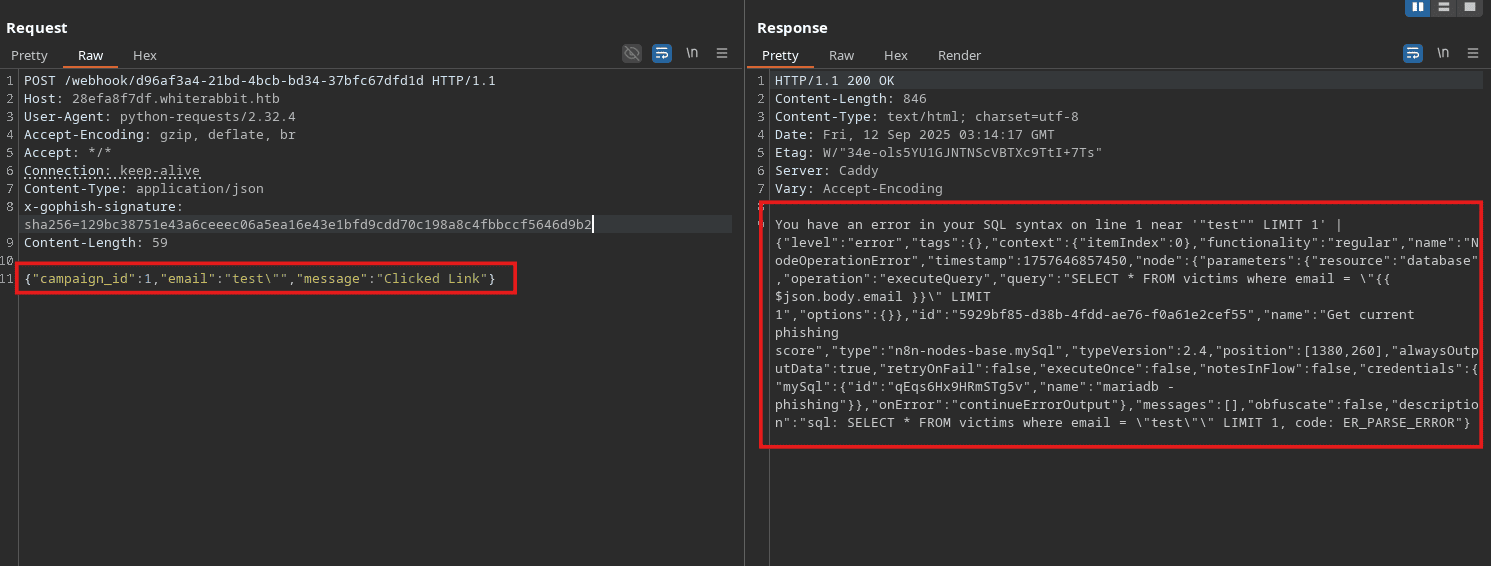 Request
Pretty Raw Hex
\n
1 POST /webhook/d96af3a4-21bd-4bcb-bd34-37bfc67dfd1d HTTP/1.1
2 Host: 28efa8f7df.whiterabbit.htb
3 User-Agent: python-requests/2.32.4
4 Accept-Encoding: gzip, deflate, br
5 Accept: */*
6 Connection: keep-alive
7 Content-Type: application/json
8 x-gophish-signature:
sha256=129bc38751e43a6ceeec06a5ea16e43e1bfd9cdd70c198a8c4fbbccf5646d9b2
9 Content-Length: 59
10
11 {"campaign_id":1,"email":"test\"","message":"Clicked Link"}
Response
Pretty Raw Hex Render
\n
1 HTTP/1.1 200 OK
2 Content-Length: 846
3 Content-Type: text/html; charset=utf-8
4 Date: Fri, 12 Sep 2025 03:14:17 GMT
5 Etag: W/"34e-ols5YU1GJNTNScVBTXc9TtI+7Ts"
6 Server: Caddy
7 Vary: Accept-Encoding
8
9 You have an error in your SQL syntax on line 1 near '"test"" LIMIT 1' |
{"level":"error","tags":{},"context":{"itemIndex":0},"functionality":"regular","name":"N
odeOperationError","timestamp":1757646857450,"node":{"parameters":{"resource":"database"
,"operation":"executeQuery","query":"SELECT * FROM victims where email = \"{{
$json.body.email }}\" LIMIT
1","options":{}},"id":"5929bf85-d38b-4fdd-ae76-f0a61e2cef55","name":"Get current
phishing
score","type":"n8n-nodes-base.mySql","typeVersion":2.4,"position":[1380,260],"alwaysOutp
utData":true,"retryOnFail":false,"executeOnce":false,"notesInFlow":false,"credentials":{
"mySql":{"id":"qEqs6Hx9HRmSTg5v","name":"mariadb -
phishing"}},"onError":"continueErrorOutput"},"messages":[],"obfuscate":false,"descriptio
n":"sql: SELECT * FROM victims where email = \"test\"\" LIMIT 1, code: ER_PARSE_ERROR"}